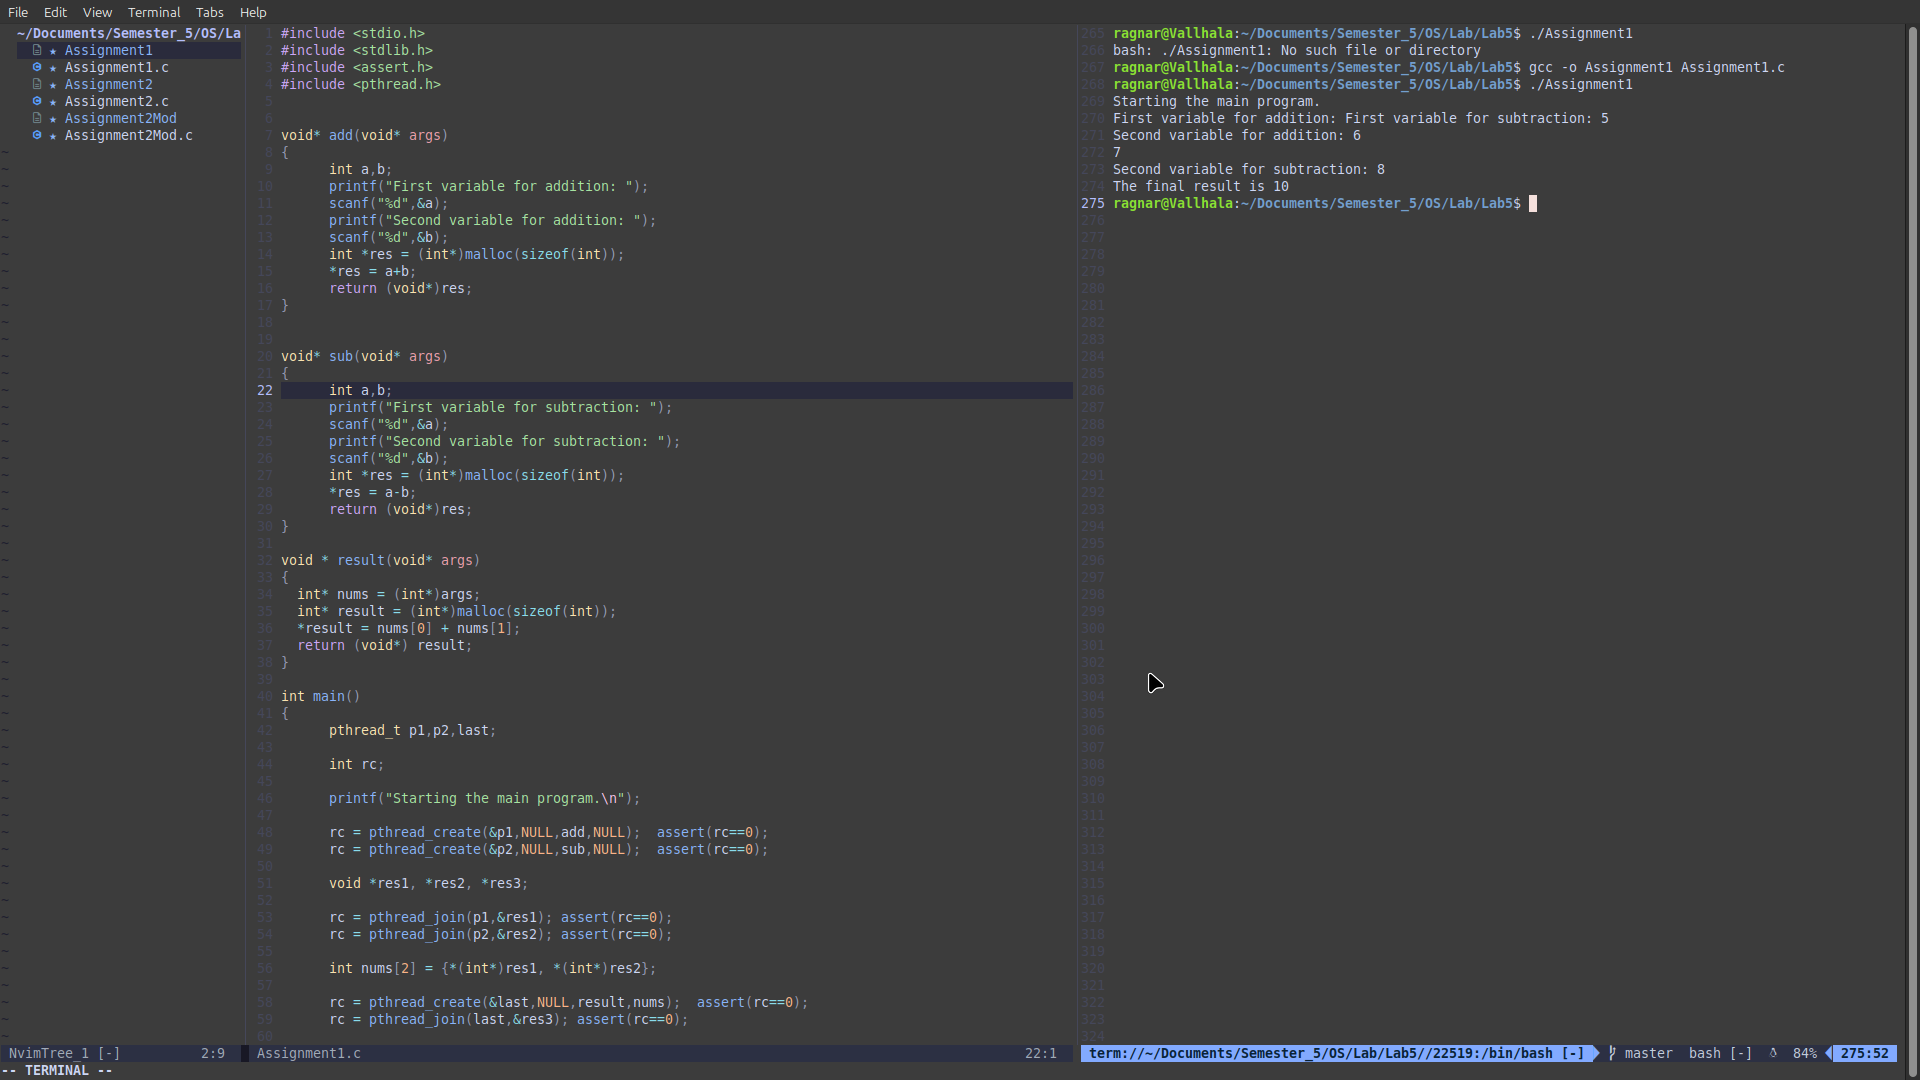 File Edit View Terminal Tabs Help
~/Documents/Semester_5/OS/La
★ Assignment1
★ Assignment1.c
★ Assignment2
★ Assignment2.c
★ Assignment2Mod
★ Assignment2Mod.c
1 #include <stdio.h>
2 #include <stdlib.h>
3 #include <assert.h>
4 #include <pthread.h>
5
6
7 void* add(void* args)
8 {
9 int a,b;
10 printf("First variable for addition: ");
11 scanf("%d",&a);
12 printf("Second variable for addition: ");
13 scanf("%d",&b);
14 int *res = (int*)malloc(sizeof(int));
15 *res = a+b;
16 return (void*)res;
17 }
18
19
20 void* sub(void* args)
21 {
22 int a,b;
23 printf("First variable for subtraction: ");
24 scanf("%d",&a);
25 printf("Second variable for subtraction: ");
26 scanf("%d",&b);
27 int *res = (int*)malloc(sizeof(int));
28 *res = a-b;
29 return (void*)res;
30 }
31
32 void * result(void* args)
33 {
34 int* nums = (int*)args;
35 int* result = (int*)malloc(sizeof(int));
36 *result = nums[0] + nums[1];
37 return (void*) result;
38 }
39
40 int main()
41 {
42 pthread_t p1,p2,last;
43
44 int rc;
45
46 printf("Starting the main program.\n");
47
48 rc = pthread_create(&p1,NULL,add,NULL);  assert(rc==0);
49 rc = pthread_create(&p2,NULL,sub,NULL);  assert(rc==0);
50
51 void *res1, *res2, *res3;
52
53 rc = pthread_join(p1,&res1); assert(rc==0);
54 rc = pthread_join(p2,&res2); assert(rc==0);
55
56 int nums[2] = {*(int*)res1, *(int*)res2};
57
58 rc = pthread_create(&last,NULL,result,nums);  assert(rc==0);
59 rc = pthread_join(last,&res3); assert(rc==0);
60
265 ragnar@Vallhala:~/Documents/Semester_5/OS/Lab/Lab5$ ./Assignment1
266 bash: ./Assignment1: No such file or directory
267 ragnar@Vallhala:~/Documents/Semester_5/OS/Lab/Lab5$ gcc -o Assignment1 Assignment1.c
268 ragnar@Vallhala:~/Documents/Semester_5/OS/Lab/Lab5$ ./Assignment1
269 Starting the main program.
270 First variable for addition: First variable for subtraction: 5
271 Second variable for addition: 6
272 7
273 Second variable for subtraction: 8
274 The final result is 10
275 ragnar@Vallhala:~/Documents/Semester_5/OS/Lab/Lab5$
276
277
278
279
280
281
282
283
284
285
286
287
288
289
290
291
292
293
294
295
296
297
298
299
300
301
302
303
304
305
306
307
308
309
310
311
312
313
314
315
316
317
318
319
320
321
322
323
324
NvimTree_1 [-] 2:9
Assignment1.c 22:1
term://~/Documents/Semester_5/OS/Lab/Lab5//22519:/bin/bash [-] master bash [-] 84% 275:52
-- TERMINAL --